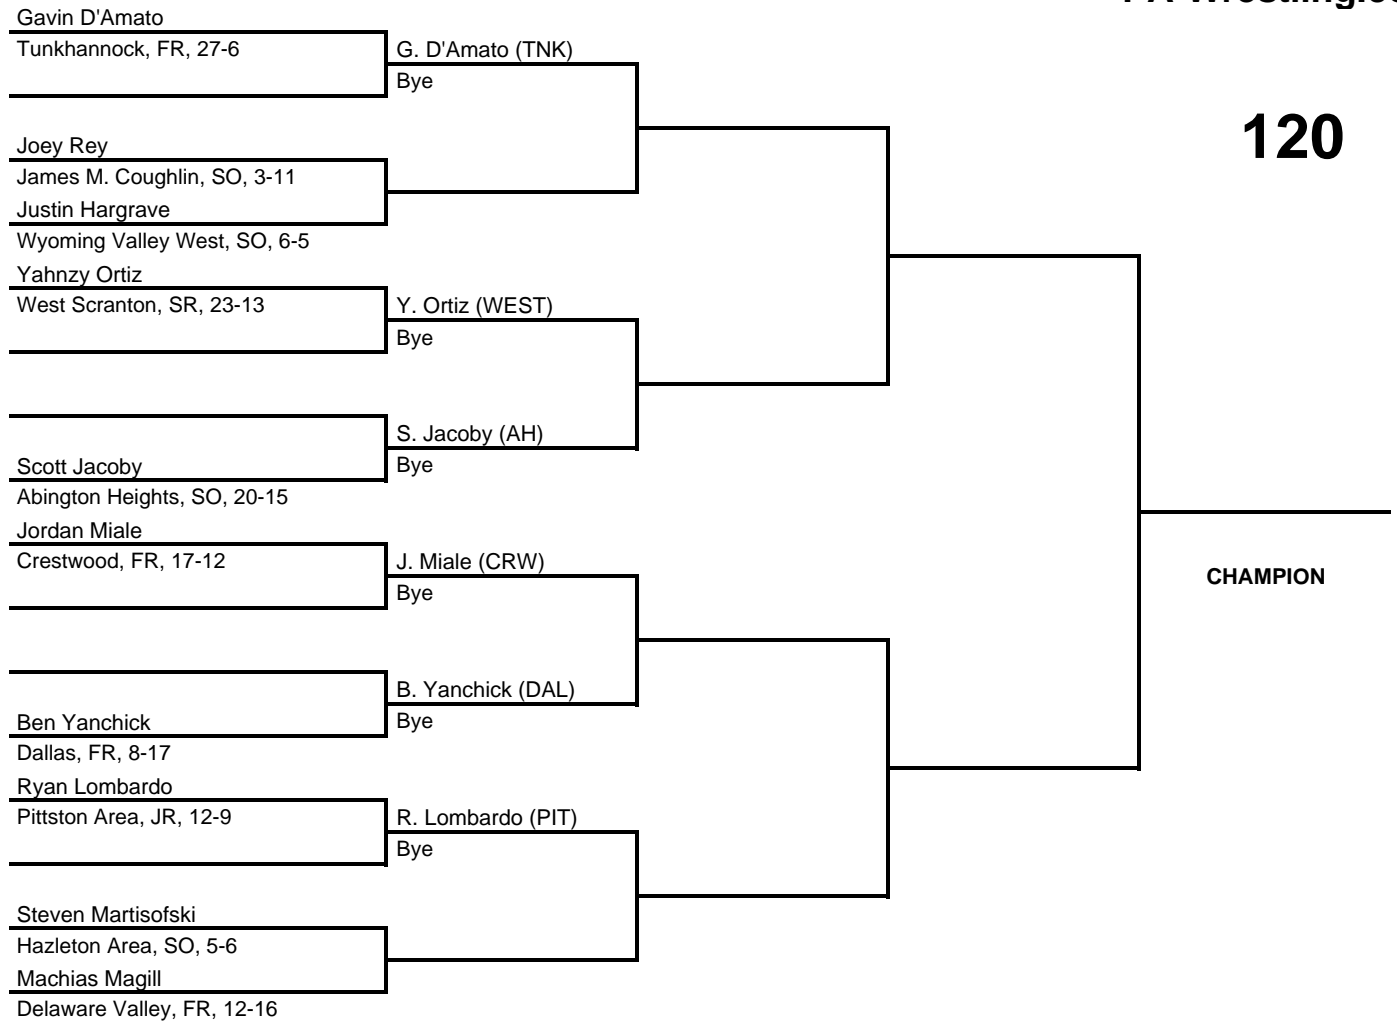 Gavin D'Amato
Tunkhannock, FR, 27-6
G. D'Amato (TNK)
Bye
120
Joey Rey
James M. Coughlin, SO, 3-11
Justin Hargrave
Wyoming Valley West, SO, 6-5
Yahnzy Ortiz
West Scranton, SR, 23-13
Y. Ortiz (WEST)
Bye
S. Jacoby (AH)
Bye
Scott Jacoby
Abington Heights, SO, 20-15
Jordan Miale
Crestwood, FR, 17-12
J. Miale (CRW)
Bye
CHAMPION
B. Yanchick (DAL)
Bye
Ben Yanchick
Dallas, FR, 8-17
Ryan Lombardo
Pittston Area, JR, 12-9
R. Lombardo (PIT)
Bye
Steven Martisofski
Hazleton Area, SO, 5-6
Machias Magill
Delaware Valley, FR, 12-16